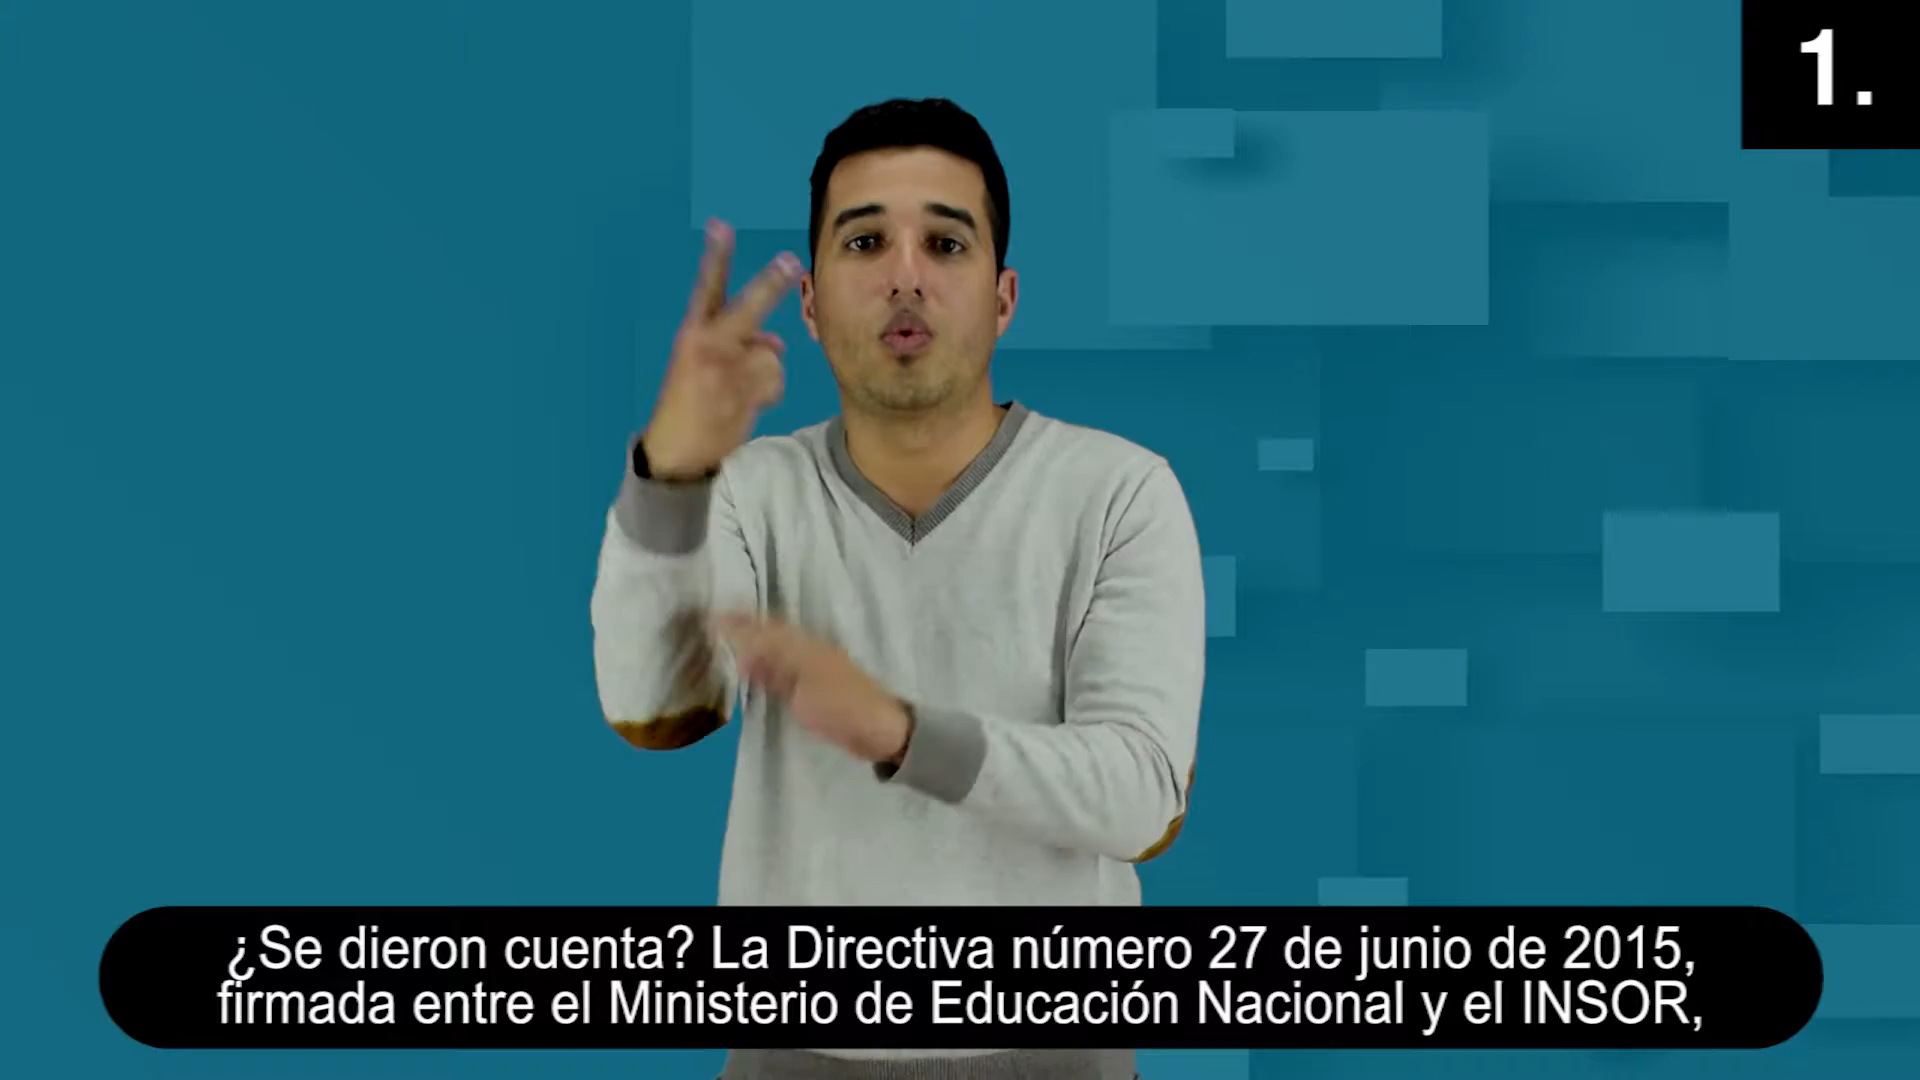 1.
¿Se dieron cuenta? La Directiva número 27 de junio de 2015,
firmada entre el Ministerio de Educación Nacional y el INSOR,